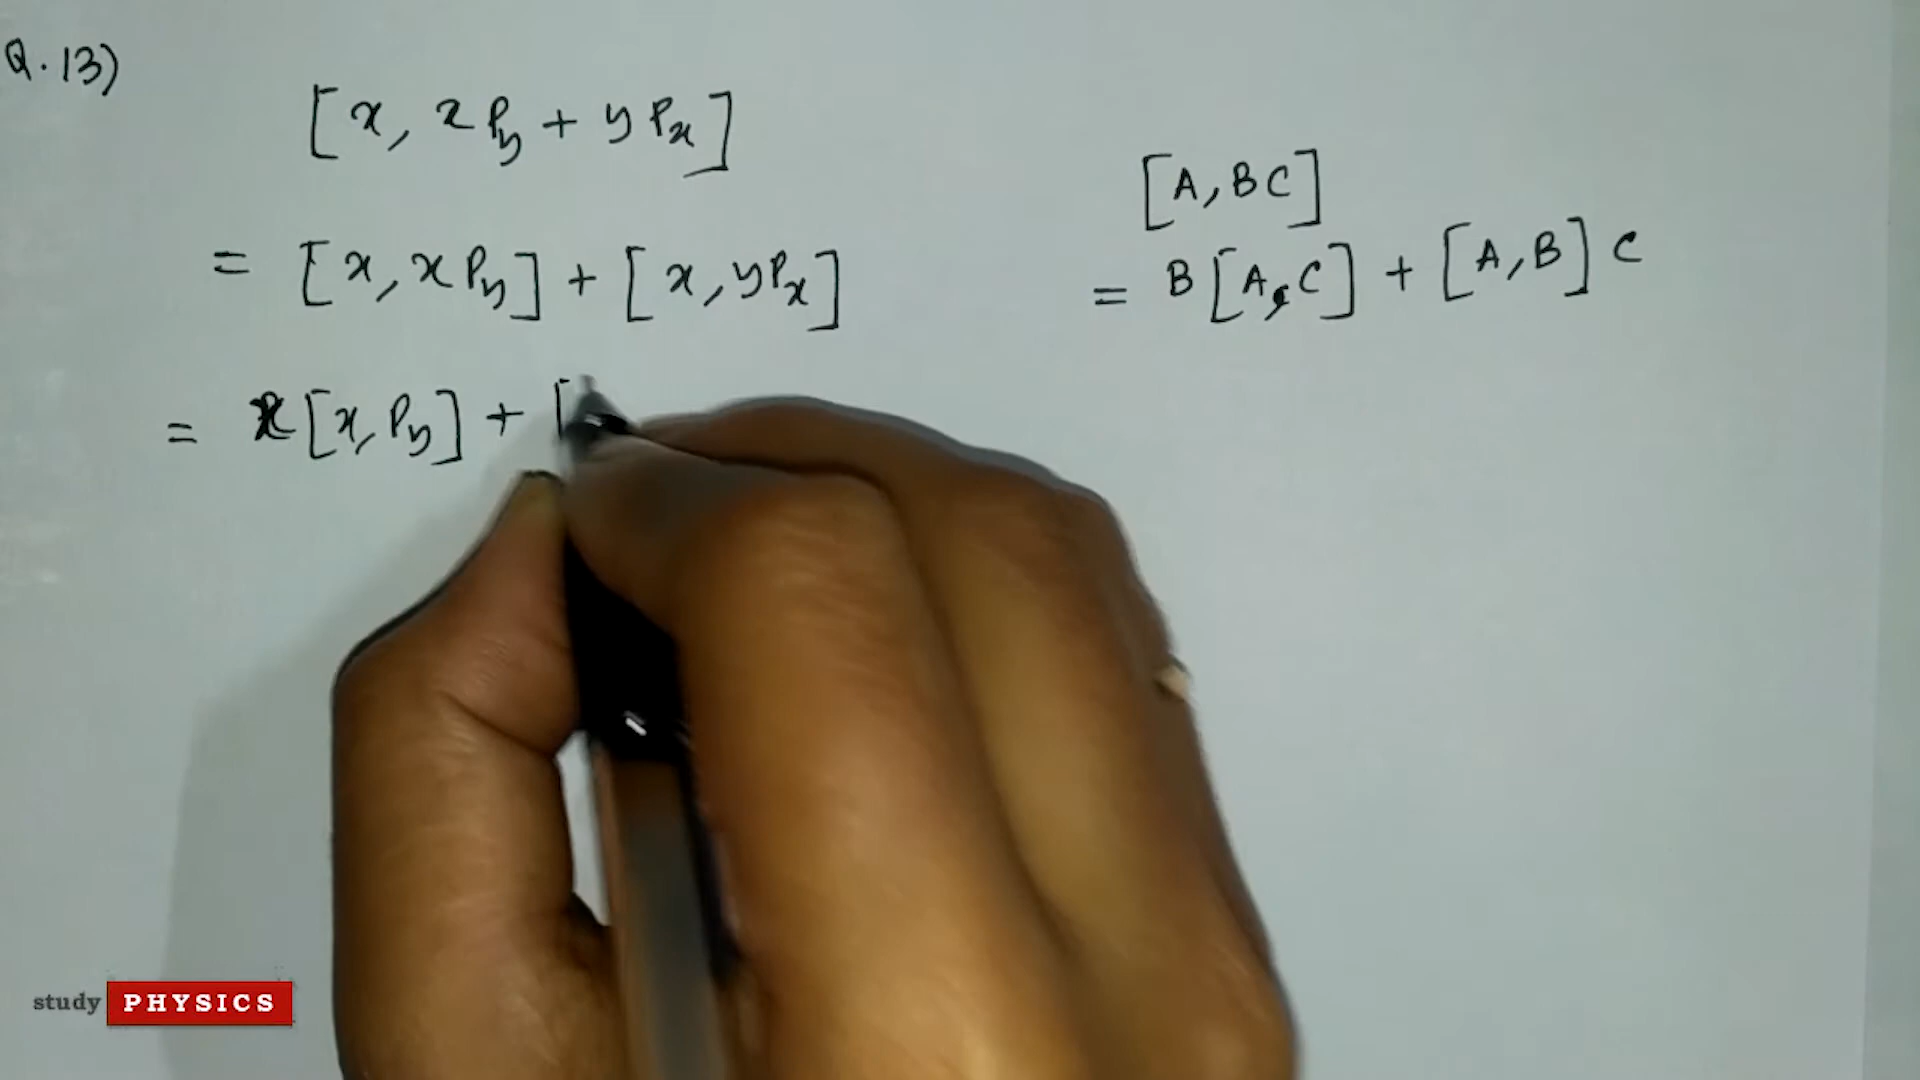 Q. 13)
[x, xPy + yPx]
= [x, xPy] + [x, yPx]
= x[x, Py] + [
[A, BC]
= B[A, C] + [A, B] C
study PHYSICS